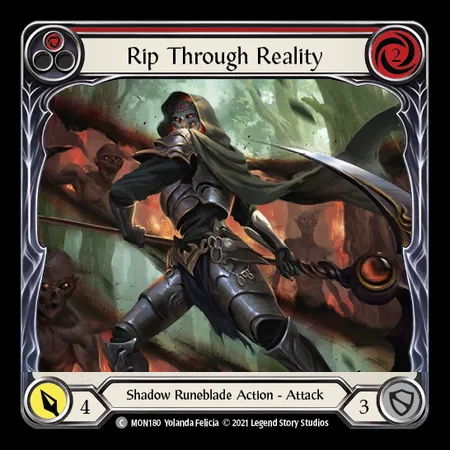 Rip Through Reality
2
4
Shadow Runeblade Action - Attack
3
C MON180 Yolanda Felicia © 2021 Legend Story Studios